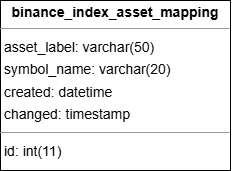 binance_index_asset_mapping
asset_label: varchar(50)
symbol_name: varchar(20)
created: datetime
changed: timestamp
id: int(11)